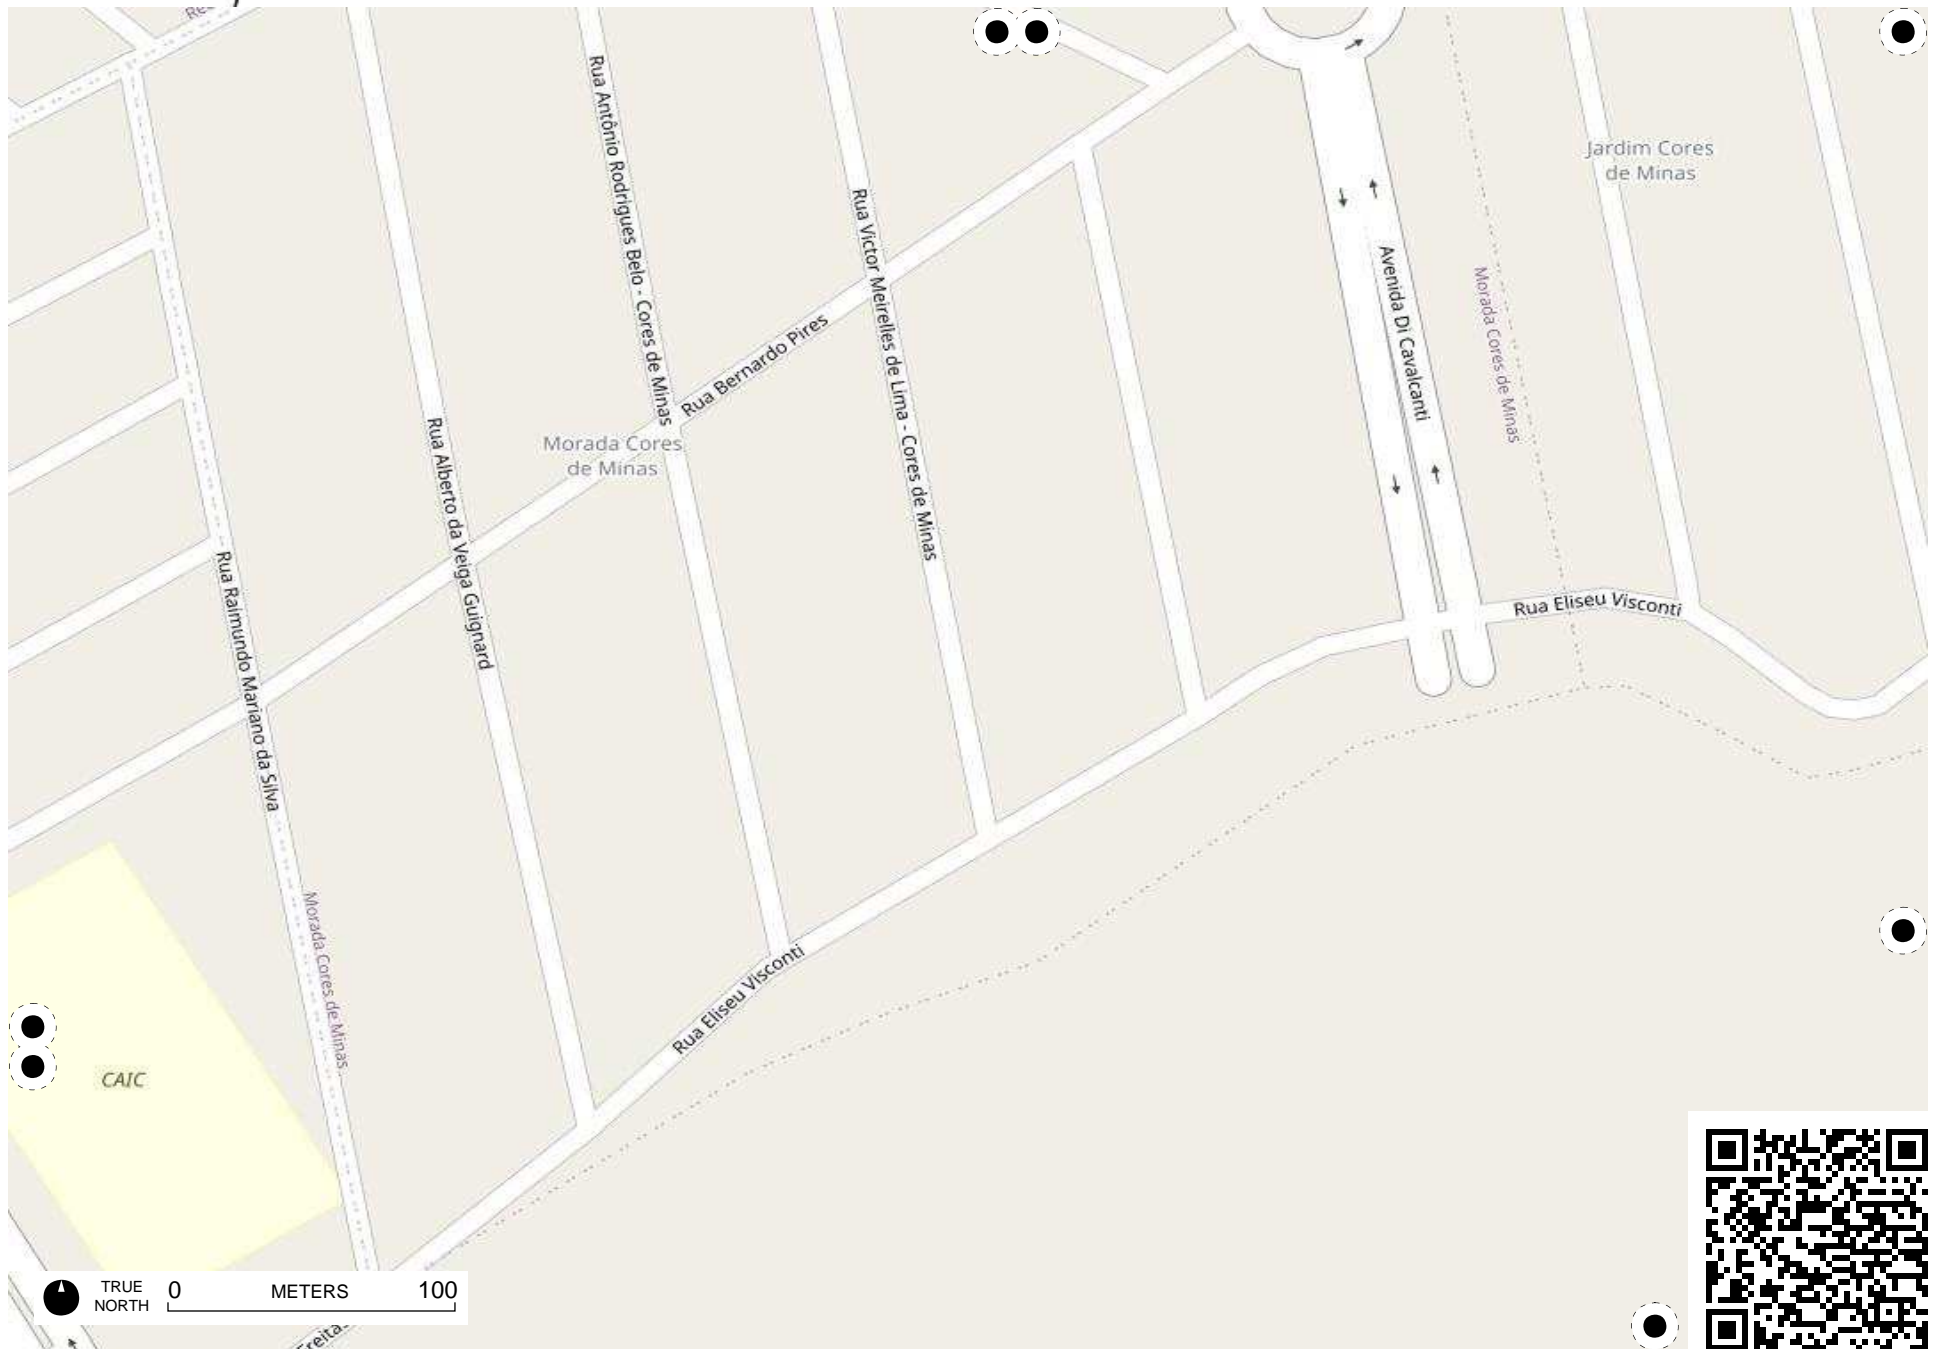 Rua Antônio Rodrigues Belo - Cores de Minas
Rua Victor Meirelles de Lima - Cores de Minas
Jardim Cores
de Minas
Avenida Di Cavalcanti
Morada Cores de Minas
Rua Bernardo Pires
Morada Cores
de Minas
Rua Alberto da Veiga Guignard
Rua Raimundo Mariano da Silva
Rua Eliseu Visconti
Morada Cores de Minas
Rua Eliseu Visconti
CAIC
TRUE
NORTH
0 METERS 100